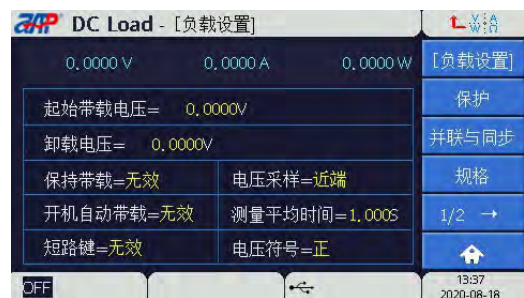 ZAP DC Load - [负载设置]
0.0000 V 0.0000 A 0.0000 W
起始带载电压= 0.0000V
卸载电压= 0.0000V
保持带载=无效 电压采样=近端
开机自动带载=无效 测量平均时间=1.000S
短路键=无效 电压符号=正
[负载设置]
保护
并联与同步
规格
1/2 →
OFF
13:37
2020-08-18